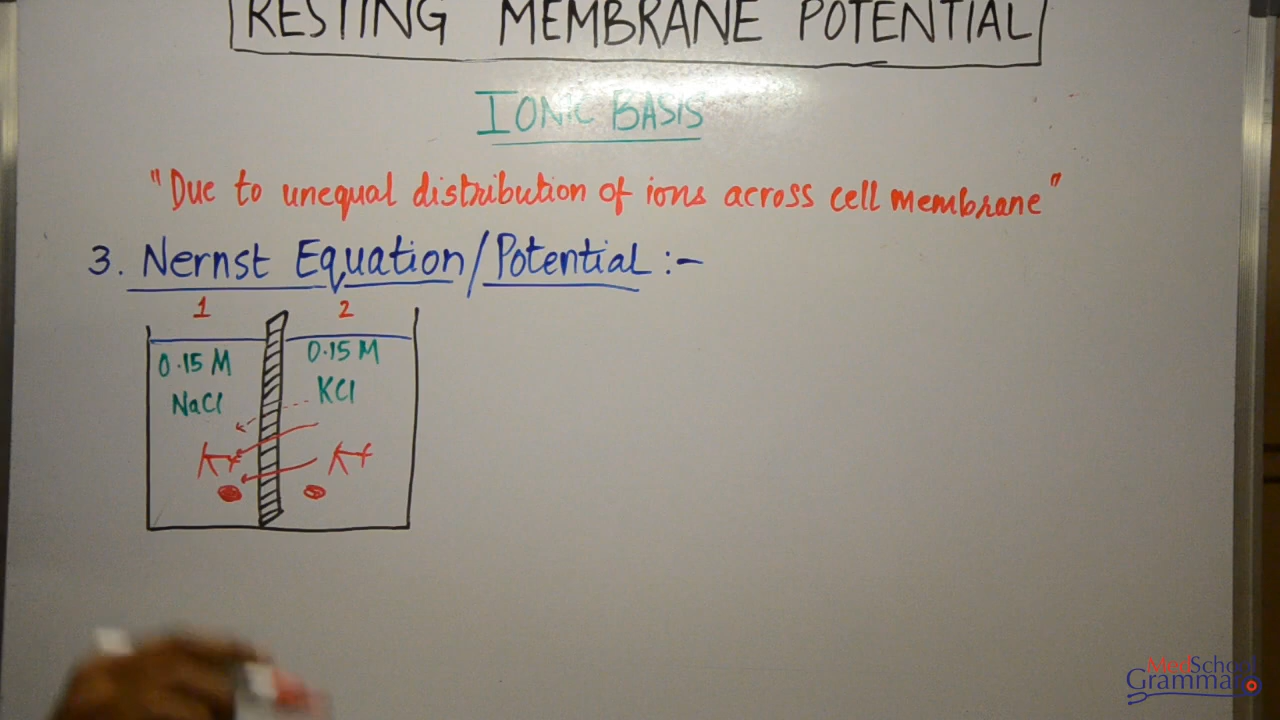 RESTING MEMBRANE POTENTIAL
IONIC BASIS
"Due to unequal distribution of ions across cell membrane"
3. Nernst Equation/Potential :-
1 2
0.15 M 0.15 M
NaCl KCl
K+ K+
MedSchool
Grammar